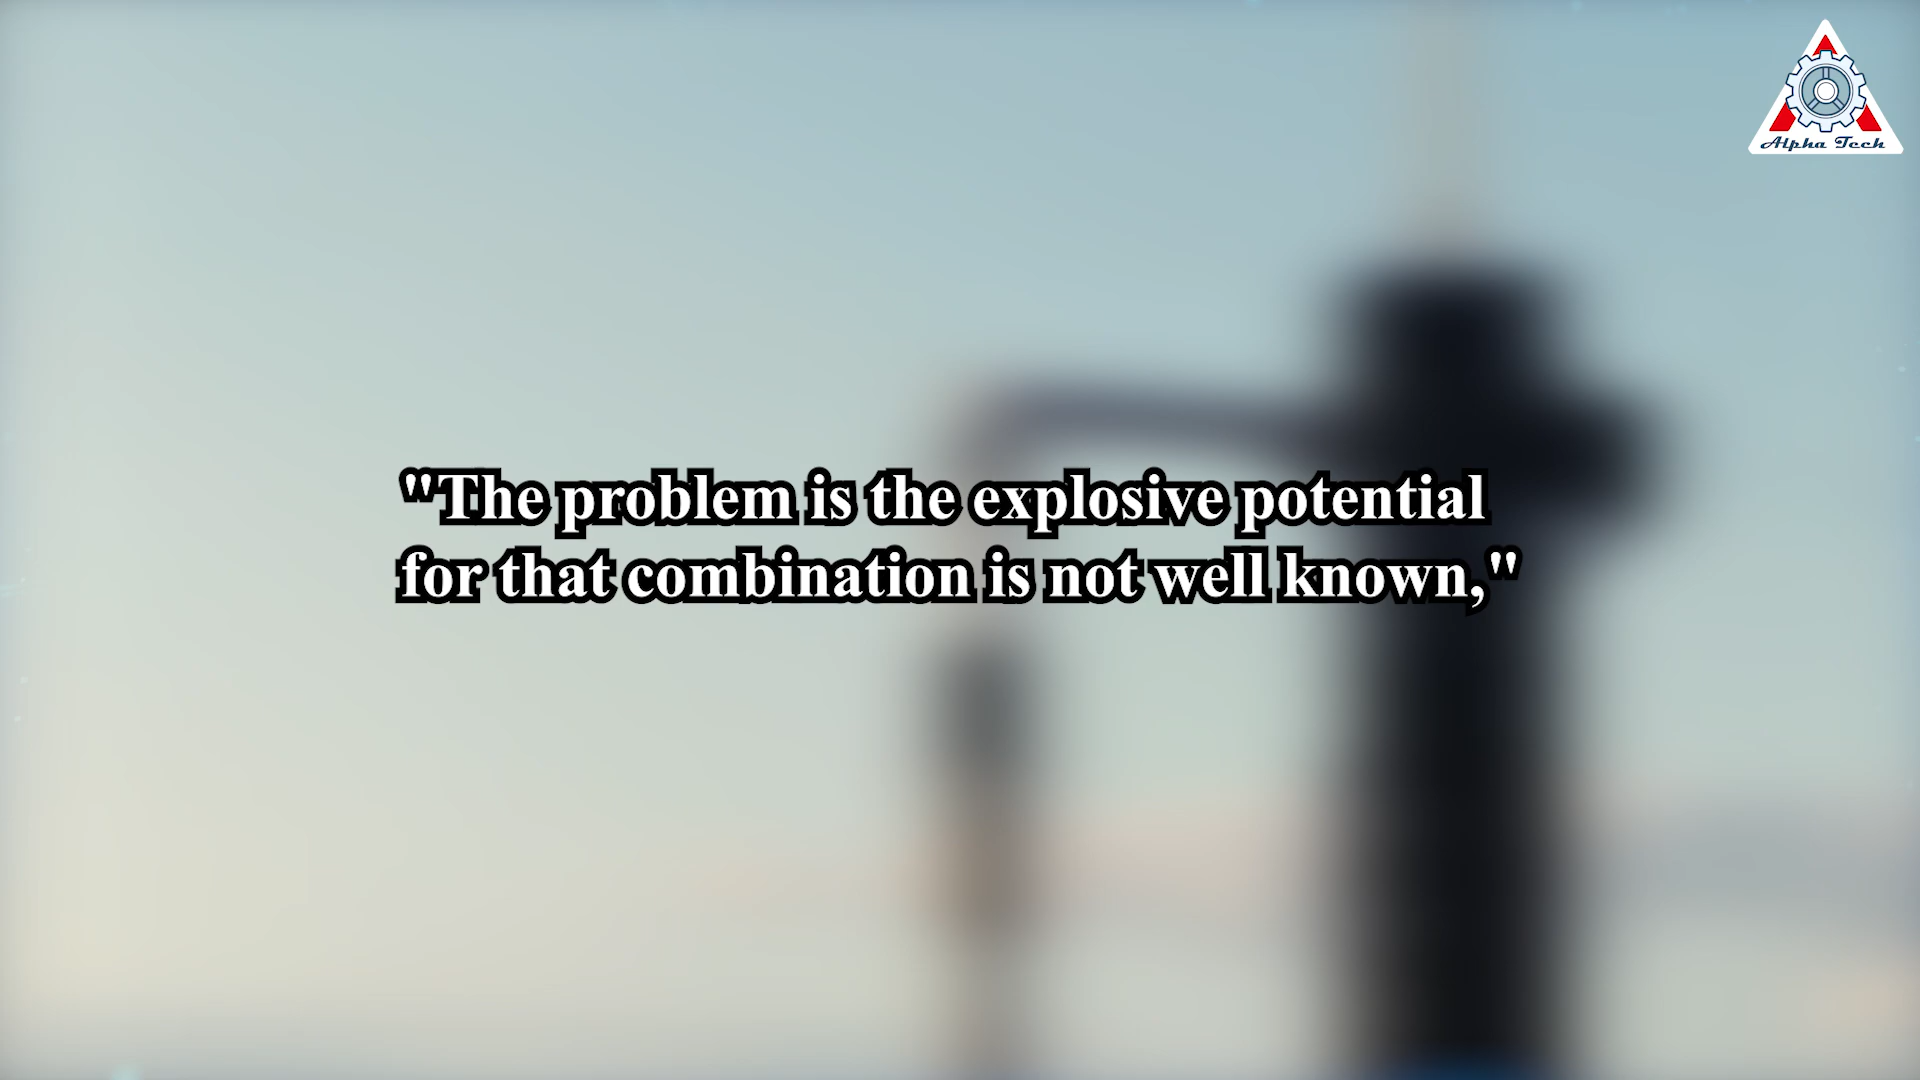 Alpha Tech
"The problem is the explosive potential
for that combination is not well known,"